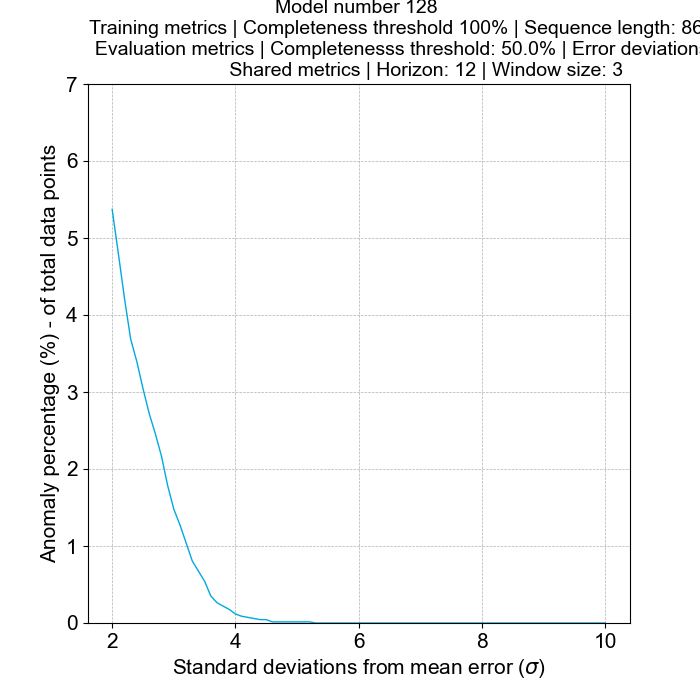 Model number 128
Training metrics | Completeness threshold 100% | Sequence length: 86
Evaluation metrics | Completenesss threshold: 50.0% | Error deviation
Shared metrics | Horizon: 12 | Window size: 3
7
6
5
4
3
2
1
0
Anomaly percentage (%) - of total data points
2 4 6 8 10
Standard deviations from mean error (σ)